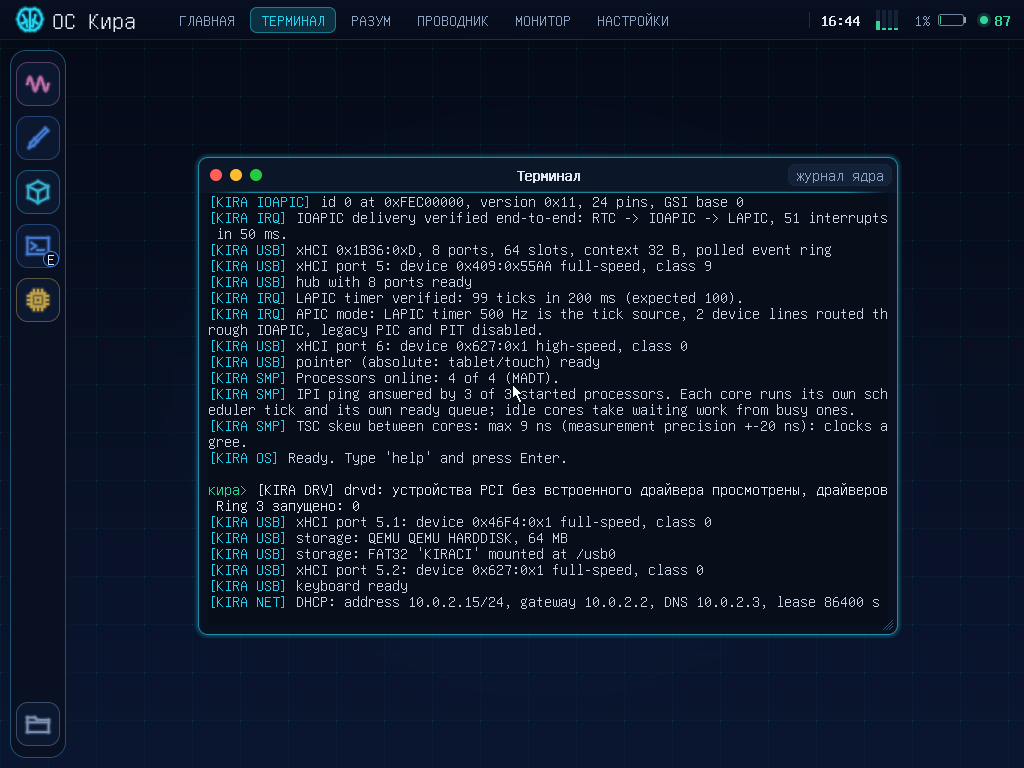 ОС Кира
ГЛАВНАЯ ТЕРМИНАЛ РАЗУМ ПРОВОДНИК МОНИТОР НАСТРОЙКИ
16:44 1% 87
Терминал
журнал ядра
[KIRA IOAPIC] id 0 at 0xFEC00000, version 0x11, 24 pins, GSI base 0
[KIRA IRQ] IOAPIC delivery verified end-to-end: RTC -> IOAPIC -> LAPIC, 51 interrupts
in 50 ms.
[KIRA USB] xHCI 0x1B36:0xD, 8 ports, 64 slots, context 32 B, polled event ring
[KIRA USB] xHCI port 5: device 0x409:0x55AA full-speed, class 9
[KIRA USB] hub with 8 ports ready
[KIRA IRQ] LAPIC timer verified: 99 ticks in 200 ms (expected 100).
[KIRA IRQ] APIC mode: LAPIC timer 500 Hz is the tick source, 2 device lines routed th
rough IOAPIC, legacy PIC and PIT disabled.
[KIRA USB] xHCI port 6: device 0x627:0x1 high-speed, class 0
[KIRA USB] pointer (absolute: tablet/touch) ready
[KIRA SMP] Processors online: 4 of 4 (MADT).
[KIRA SMP] IPI ping answered by 3 of 3 started processors. Each core runs its own sch
eduler tick and its own ready queue; idle cores take waiting work from busy ones.
[KIRA SMP] TSC skew between cores: max 9 ns (measurement precision +-20 ns): clocks a
gree.
[KIRA OS] Ready. Type 'help' and press Enter.
кира> [KIRA DRV] drvd: устройства PCI без встроенного драйвера просмотрены, драйверов
Ring 3 запущено: 0
[KIRA USB] xHCI port 5.1: device 0x46F4:0x1 full-speed, class 0
[KIRA USB] storage: QEMU QEMU HARDDISK, 64 MB
[KIRA USB] storage: FAT32 'KIRACI' mounted at /usb0
[KIRA USB] xHCI port 5.2: device 0x627:0x1 full-speed, class 0
[KIRA USB] keyboard ready
[KIRA NET] DHCP: address 10.0.2.15/24, gateway 10.0.2.2, DNS 10.0.2.3, lease 86400 s
E